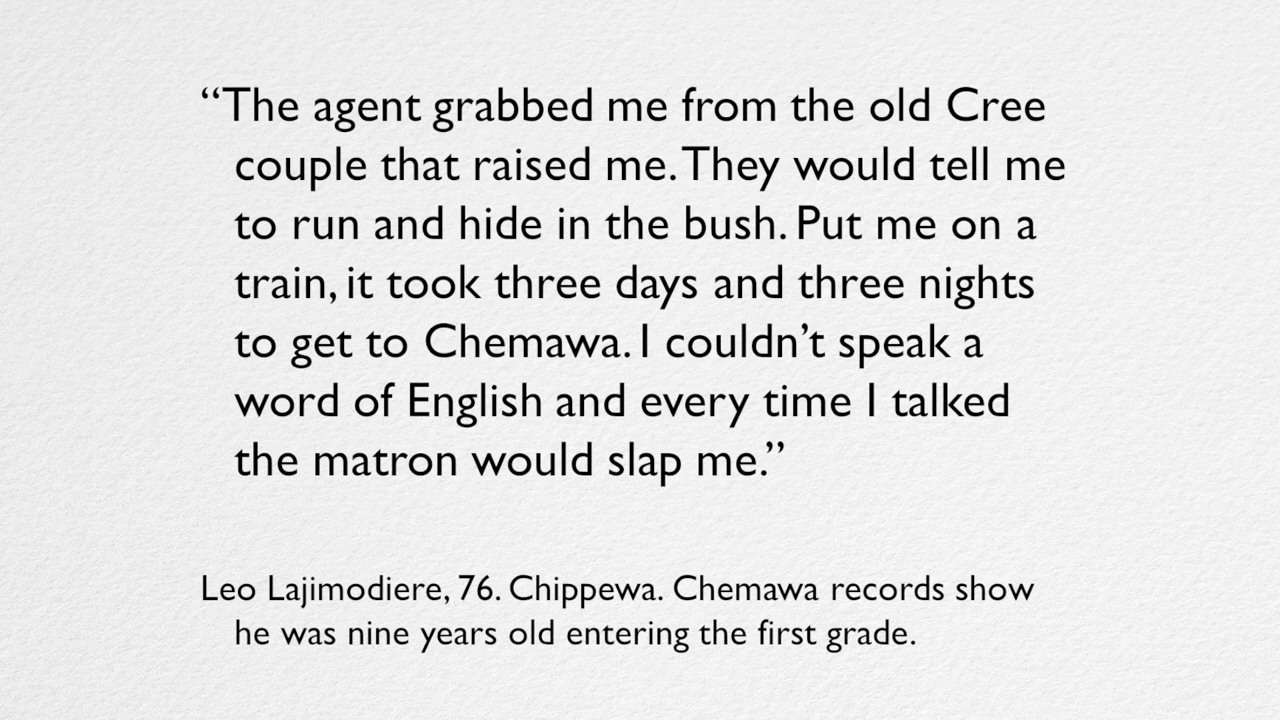 “The agent grabbed me from the old Cree
couple that raised me. They would tell me
to run and hide in the bush. Put me on a
train, it took three days and three nights
to get to Chemawa. I couldn’t speak a
word of English and every time I talked
the matron would slap me.”
Leo Lajimodiere, 76. Chippewa. Chemawa records show
he was nine years old entering the first grade.